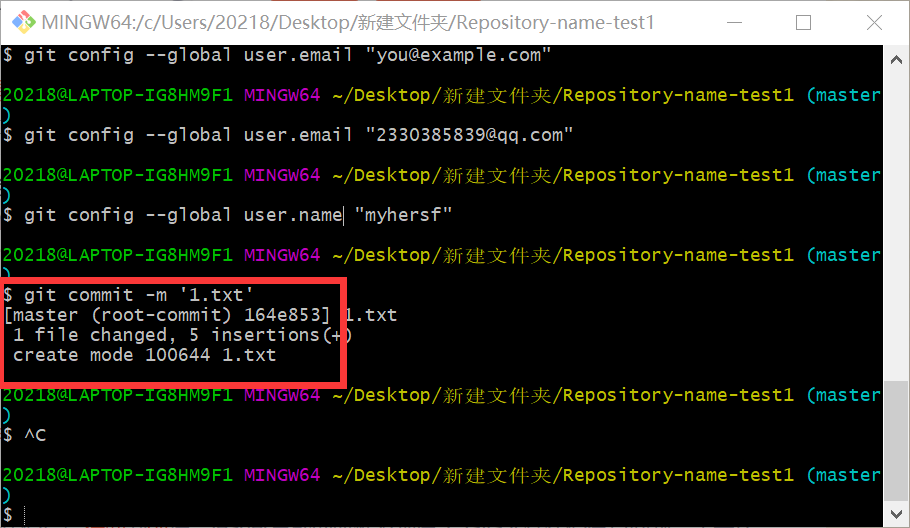 MINGW64:/c/Users/20218/Desktop/新建文件夹/Repository-name-test1
$ git config --global user.email "you@example.com"
20218@LAPTOP-IG8HM9F1 MINGW64 ~/Desktop/新建文件夹/Repository-name-test1 (master
)
$ git config --global user.email "2330385839@qq.com"
20218@LAPTOP-IG8HM9F1 MINGW64 ~/Desktop/新建文件夹/Repository-name-test1 (master
)
$ git config --global user.name "myhersf"
20218@LAPTOP-IG8HM9F1 MINGW64 ~/Desktop/新建文件夹/Repository-name-test1 (master
)
$ git commit -m '1.txt'
[master (root-commit) 164e853] 1.txt
1 file changed, 5 insertions(+)
create mode 100644 1.txt
20218@LAPTOP-IG8HM9F1 MINGW64 ~/Desktop/新建文件夹/Repository-name-test1 (master
)
$ ^C
20218@LAPTOP-IG8HM9F1 MINGW64 ~/Desktop/新建文件夹/Repository-name-test1 (master
)
$